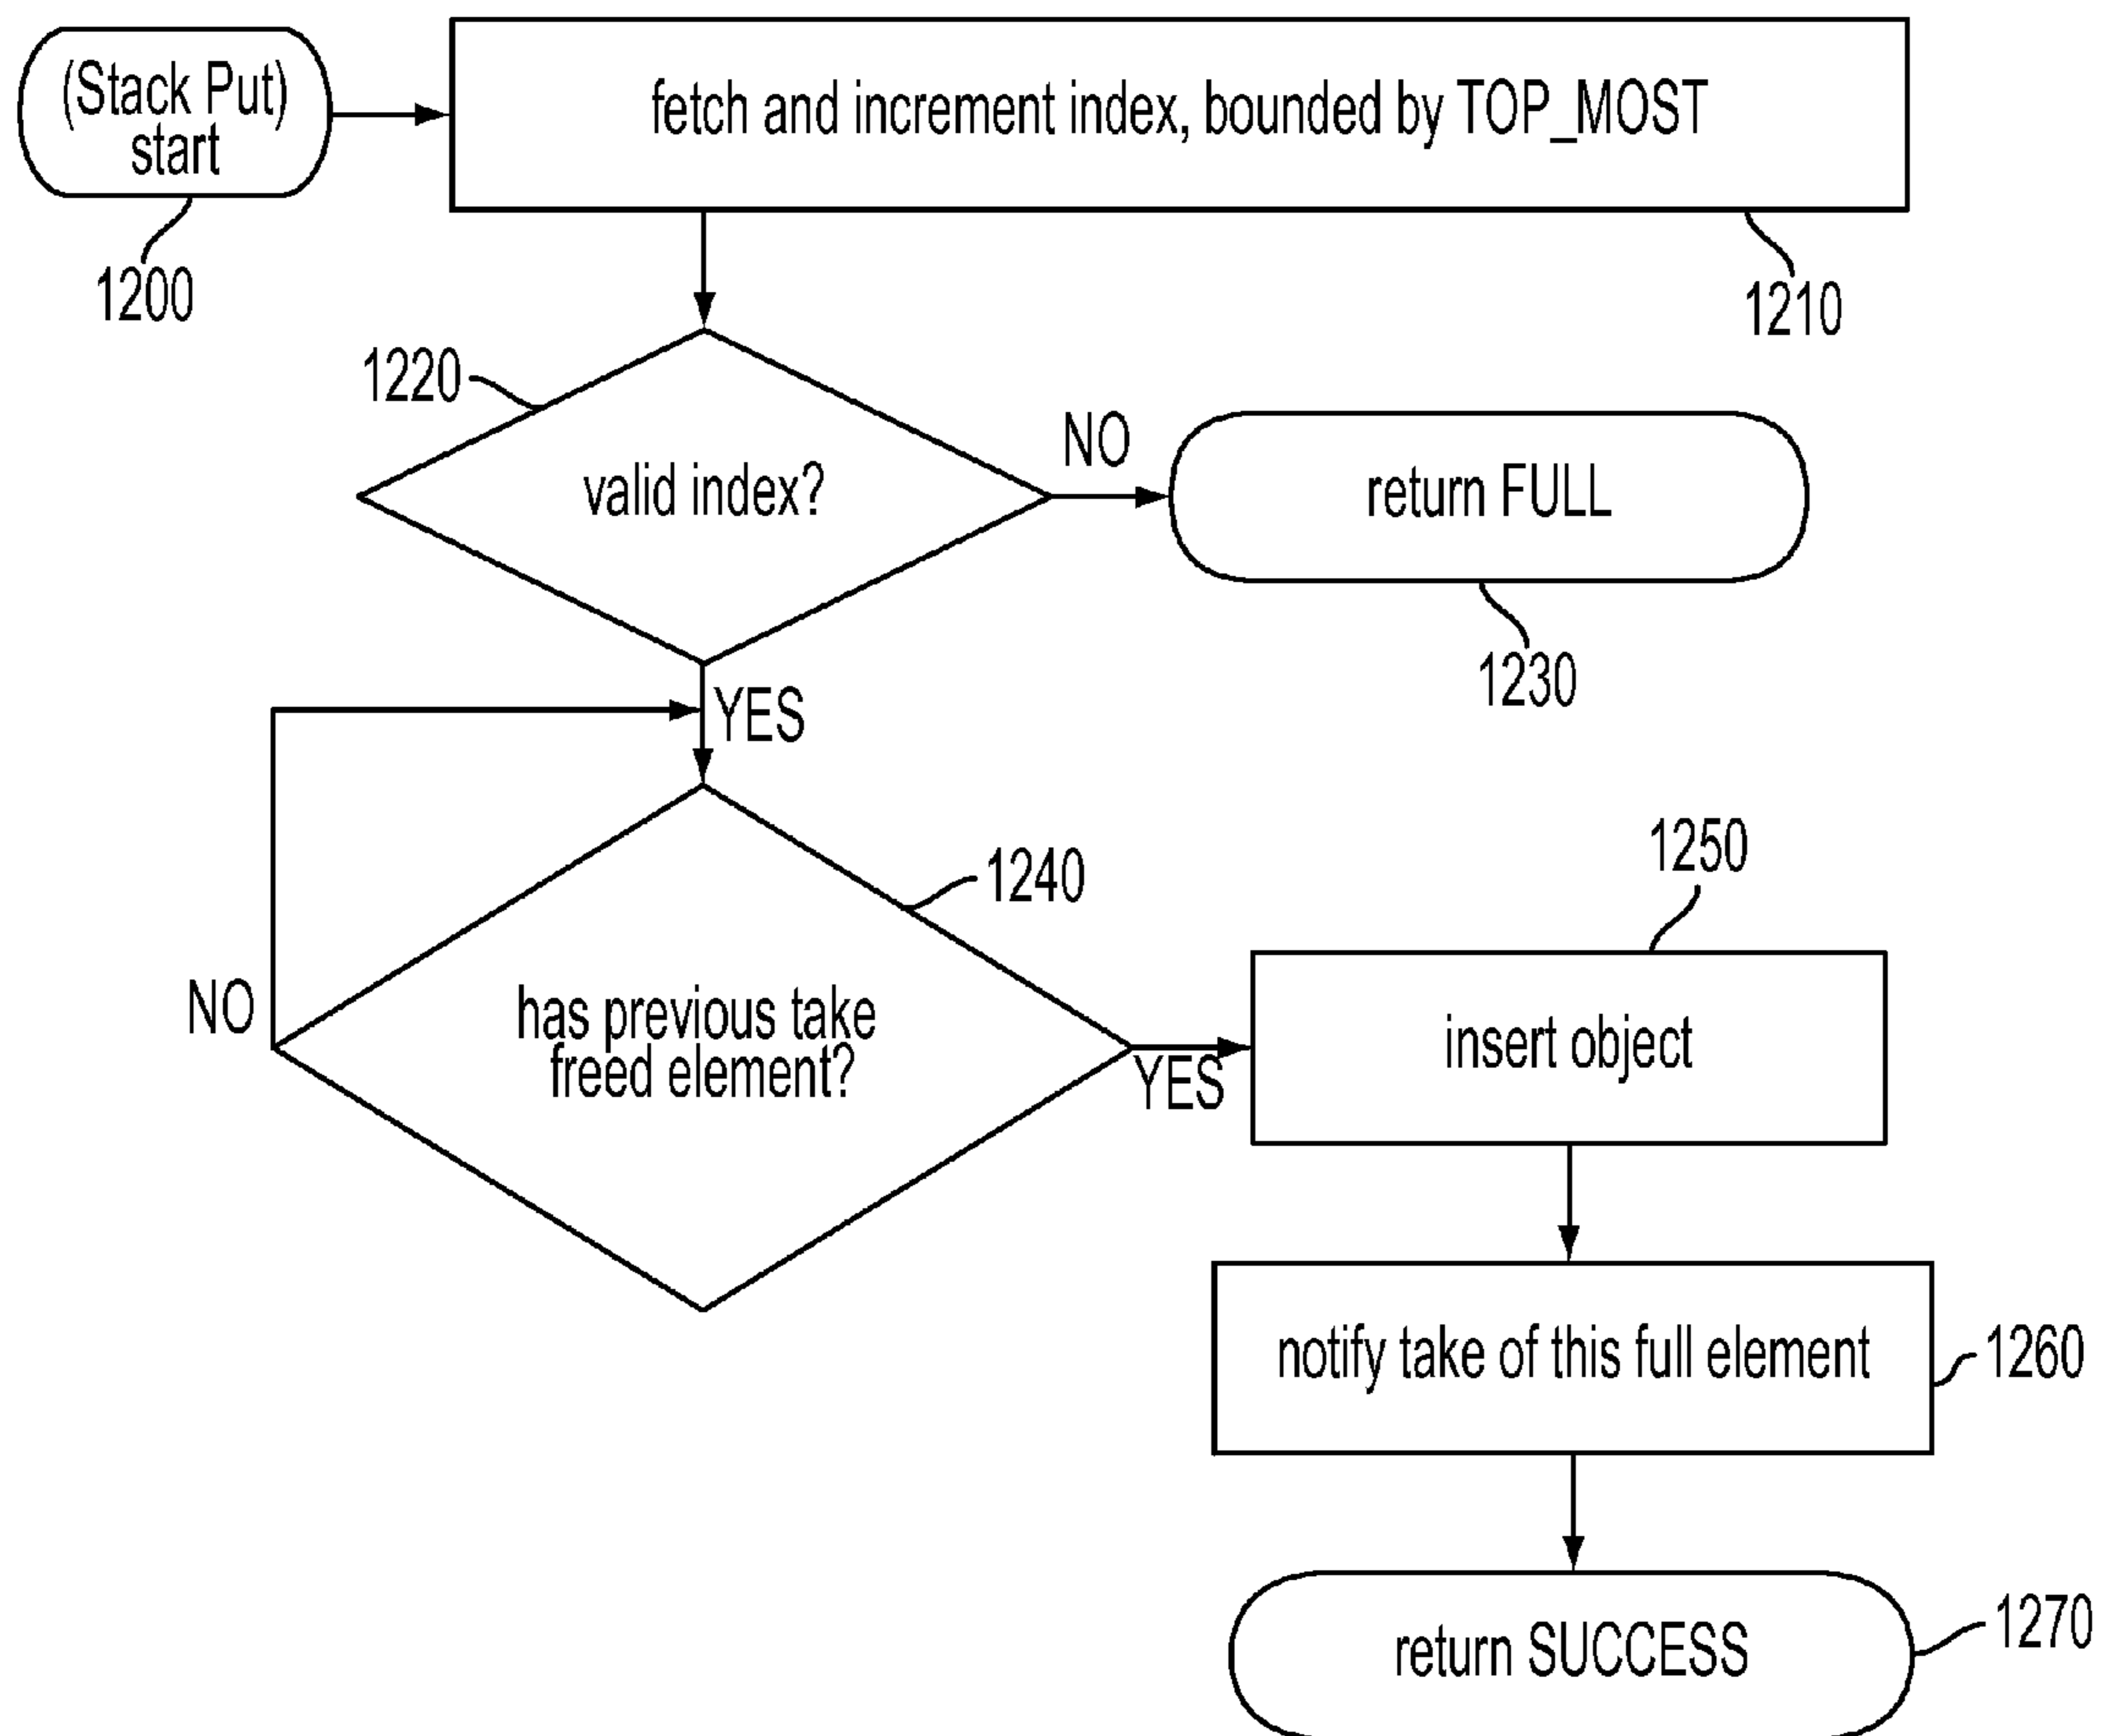 (Stack Put)
start
fetch and increment index, bounded by TOP_MOST
1200
1210
1220
valid index?
NO
return FULL
1230
YES
1240
1250
NO
has previous take
freed element?
YES
insert object
notify take of this full element
1260
return SUCCESS
1270